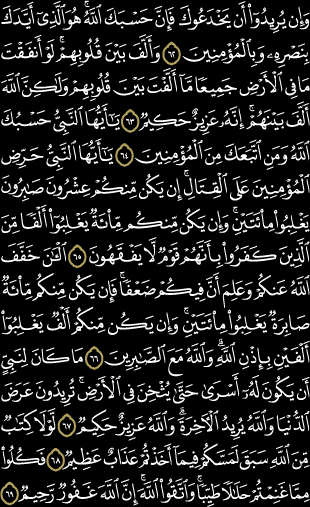 وَإِن يُرِيدُوٓا۟ أَن يَخْدَعُوكَ فَإِنَّ حَسْبَكَ ٱللَّهُ ۚ هُوَ ٱلَّذِىٓ أَيَّدَكَ
بِنَصْرِهِۦ وَبِٱلْمُؤْمِنِينَ ٦٢ وَأَلَّفَ بَيْنَ قُلُوبِهِمْ ۚ لَوْ أَنفَقْتَ
مَا فِى ٱلْأَرْضِ جَمِيعًا مَّآ أَلَّفْتَ بَيْنَ قُلُوبِهِمْ وَلَٰكِنَّ ٱللَّهَ
أَلَّفَ بَيْنَهُمْ ۚ إِنَّهُۥ عَزِيزٌ حَكِيمٌ ٦٣ يَٰٓأَيُّهَا ٱلنَّبِىُّ حَسْبُكَ
ٱللَّهُ وَمَنِ ٱتَّبَعَكَ مِنَ ٱلْمُؤْمِنِينَ ٦٤ يَٰٓأَيُّهَا ٱلنَّبِىُّ حَرِّضِ
ٱلْمُؤْمِنِينَ عَلَى ٱلْقِتَالِ ۚ إِن يَكُن مِّنكُمْ عِشْرُونَ صَٰبِرُونَ
يَغْلِبُوا۟ مِا۟ئَتَيْنِ ۚ وَإِن يَكُن مِّنكُم مِّا۟ئَةٌ يَغْلِبُوٓا۟ أَلْفًا مِّنَ
ٱلَّذِينَ كَفَرُوا۟ بِأَنَّهُمْ قَوْمٌ لَّا يَفْقَهُونَ ٦٥ ٱلْـَٰٔنَ خَفَّفَ
ٱللَّهُ عَنكُمْ وَعَلِمَ أَنَّ فِيكُمْ ضَعْفًا ۚ فَإِن يَكُن مِّنكُم مِّا۟ئَةٌ
صَابِرَةٌ يَغْلِبُوا۟ مِا۟ئَتَيْنِ ۚ وَإِن يَكُن مِّنكُمْ أَلْفٌ يَغْلِبُوٓا۟
أَلْفَيْنِ بِإِذْنِ ٱللَّهِ ۗ وَٱللَّهُ مَعَ ٱلصَّٰبِرِينَ ٦٦ مَا كَانَ لِنَبِىٍّ
أَن يَكُونَ لَهُۥٓ أَسْرَىٰ حَتَّىٰ يُثْخِنَ فِى ٱلْأَرْضِ ۚ تُرِيدُونَ عَرَضَ
ٱلدُّنْيَا وَٱللَّهُ يُرِيدُ ٱلْءَاخِرَةَ ۗ وَٱللَّهُ عَزِيزٌ حَكِيمٌ ٦٧ لَّوْلَا كِتَٰبٌ
مِّنَ ٱللَّهِ سَبَقَ لَمَسَّكُمْ فِيمَآ أَخَذْتُمْ عَذَابٌ عَظِيمٌ ٦٨ فَكُلُوا۟
مِمَّا غَنِمْتُمْ حَلَٰلًا طَيِّبًا ۚ وَٱتَّقُوا۟ ٱللَّهَ ۚ إِنَّ ٱللَّهَ غَفُورٌ رَّحِيمٌ ٦٩